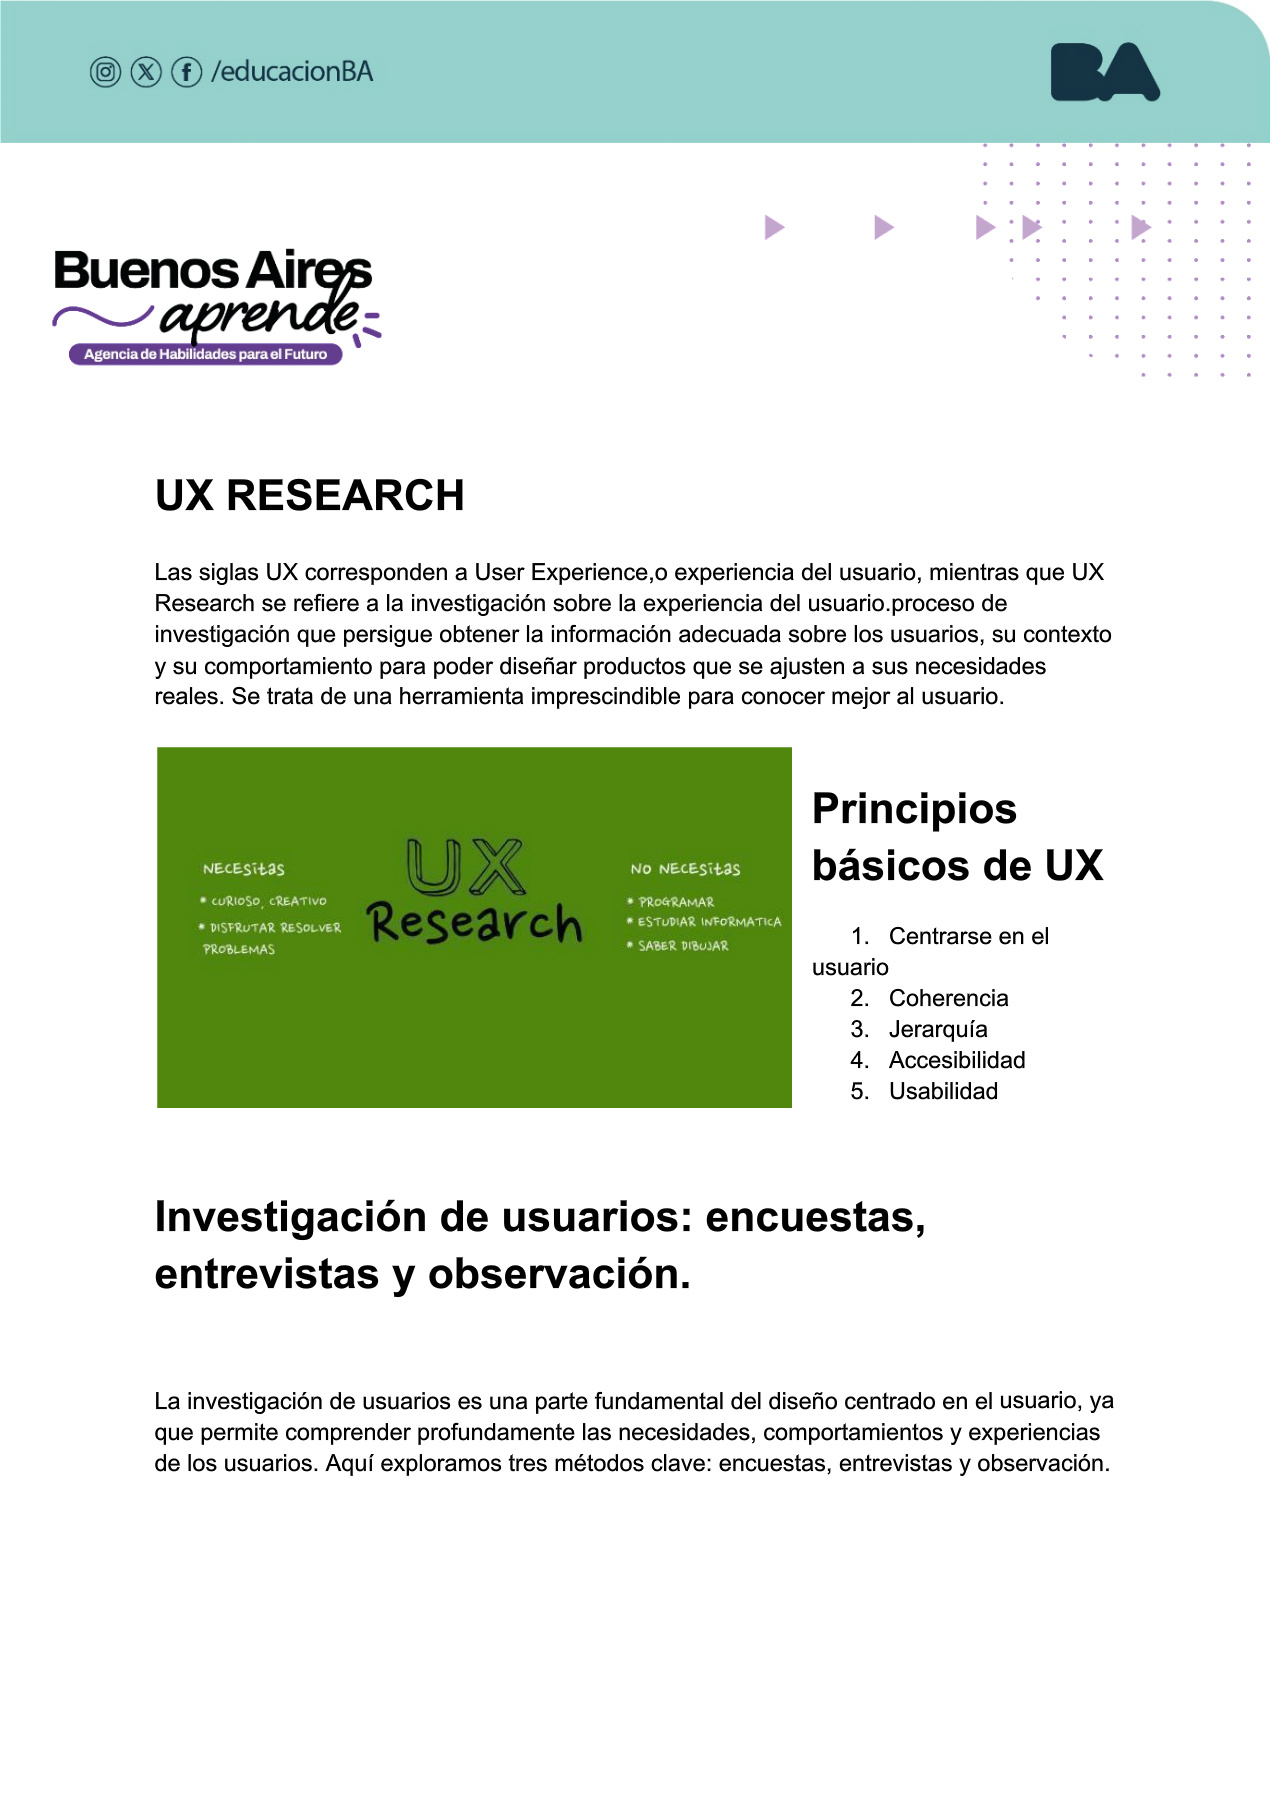 /educacionBA
BA
Buenos Aires
aprende
Agencia de Habilidades para el Futuro
UX RESEARCH
Las siglas UX corresponden a User Experience,o experiencia del usuario, mientras que UX
Research se refiere a la investigación sobre la experiencia del usuario.proceso de
investigación que persigue obtener la información adecuada sobre los usuarios, su contexto
y su comportamiento para poder diseñar productos que se ajusten a sus necesidades
reales. Se trata de una herramienta imprescindible para conocer mejor al usuario.
NECESITAS
* CURIOSO, CREATIVO
* DISFRUTAR RESOLVER
PROBLEMAS
UX
Research
NO NECESITAS
* PROGRAMAR
* ESTUDIAR INFORMATICA
* SABER DIBUJAR
Principios
básicos de UX
1. Centrarse en el
usuario
2. Coherencia
3. Jerarquía
4. Accesibilidad
5. Usabilidad
Investigación de usuarios: encuestas,
entrevistas y observación.
La investigación de usuarios es una parte fundamental del diseño centrado en el usuario, ya
que permite comprender profundamente las necesidades, comportamientos y experiencias
de los usuarios. Aquí exploramos tres métodos clave: encuestas, entrevistas y observación.